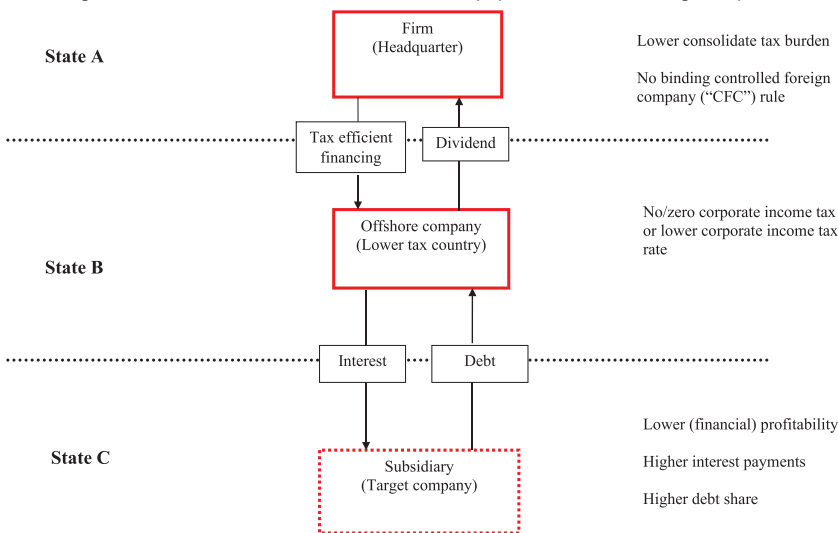 Firm
(Headquarter)
State A
Lower consolidate tax burden
No binding controlled foreign
company (“CFC”) rule
Tax efficient
financing
Dividend
Offshore company
(Lower tax country)
State B
No/zero corporate income tax
or lower corporate income tax
rate
Interest
Debt
Subsidiary
(Target company)
State C
Lower (financial) profitability
Higher interest payments
Higher debt share